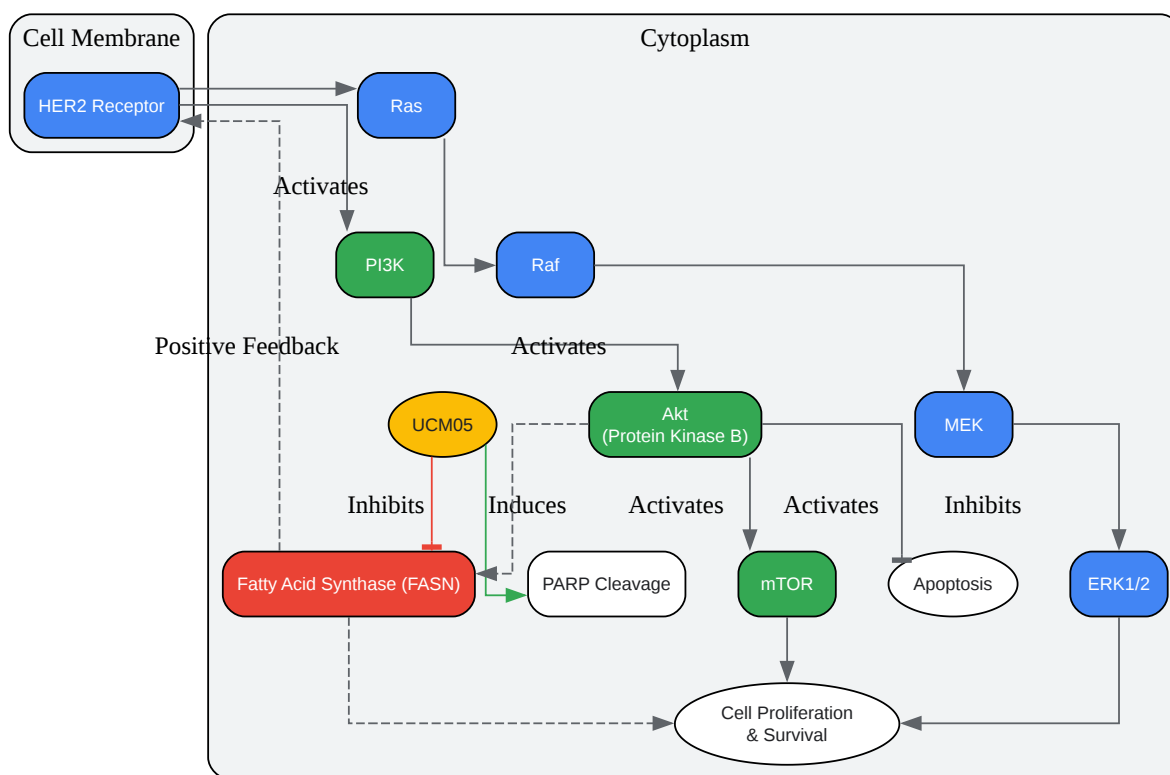 Cell Membrane
Cytoplasm
HER2 Receptor
Ras
Activates
PI3K
Raf
Positive Feedback
Activates
UCM05
Akt
(Protein Kinase B)
MEK
Inhibits
Induces
Activates
Activates
Inhibits
Fatty Acid Synthase (FASN)
PARP Cleavage
mTOR
Apoptosis
ERK1/2
Cell Proliferation
& Survival